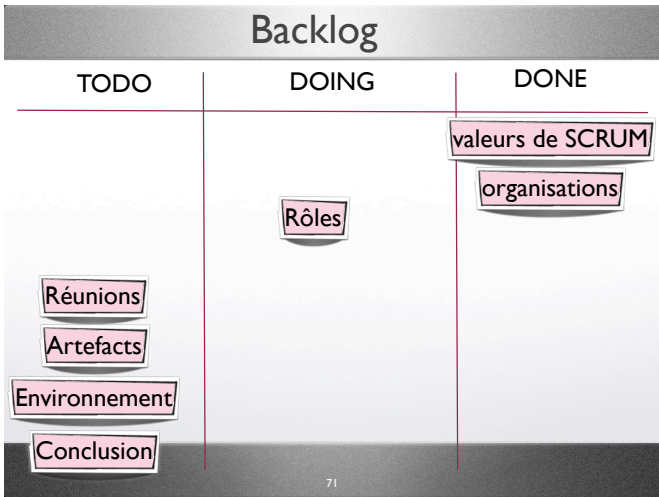 Backlog
TODO
DOING
DONE
valeurs de SCRUM
organisations
Rôles
Réunions
Artefacts
Environnement
Conclusion
71